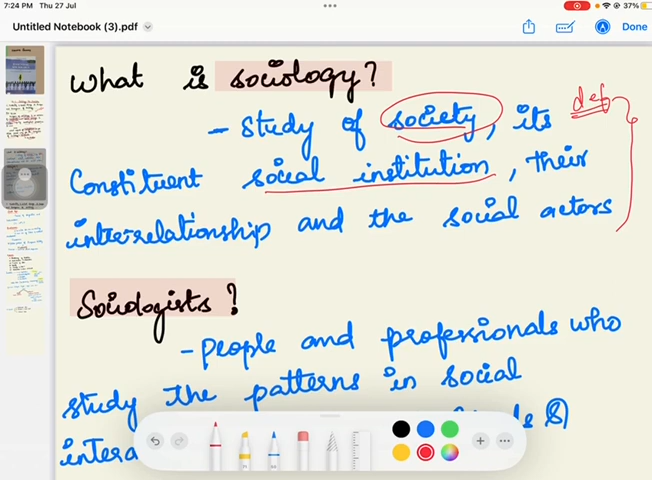 7:24 PM Thu 27 Jul
37%
Untitled Notebook (3).pdf
Done
What is sociology?
def
- Study of society, its
Constituent social institution, their
interrelationship and the social actors
Sociologists?
- People and professionals who
study the patterns in social
intera